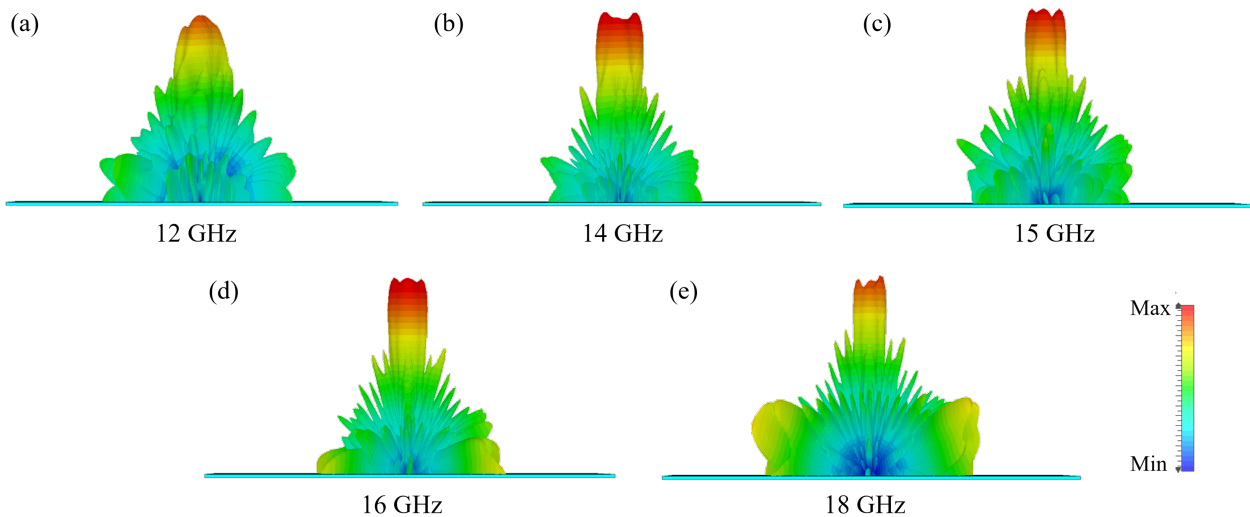 (a)
(b)
(c)
12 GHz
14 GHz
15 GHz
(d)
(e)
Max
Min
16 GHz
18 GHz